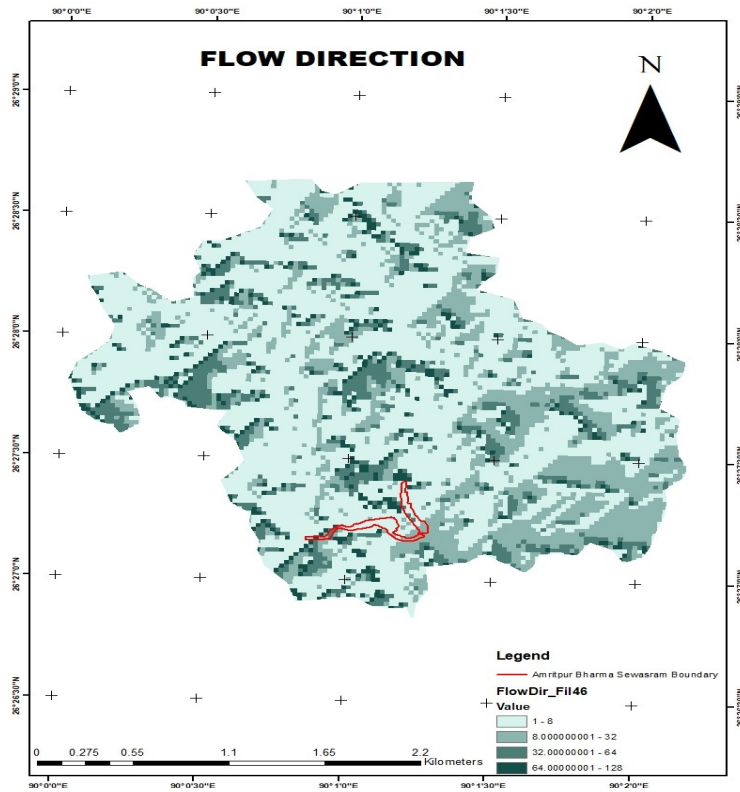 90°0'0"E 90°0'30"E 90°1'0"E 90°1'30"E 90°2'0"E
FLOW DIRECTION
N
26°29'0"N
26°28'30"N
26°28'0"N
26°27'30"N
26°27'0"N
26°26'30"N
Legend
Amritpur Bharma Sewasram Boundary
FlowDir_Fil46
Value
1 - 8
8.000000001 - 32
32.00000001 - 64
64.00000001 - 128
0 0.275 0.55 1.1 1.65 2.2
Kilometers
90°0'0"E 90°0'30"E 90°1'0"E 90°1'30"E 90°2'0"E